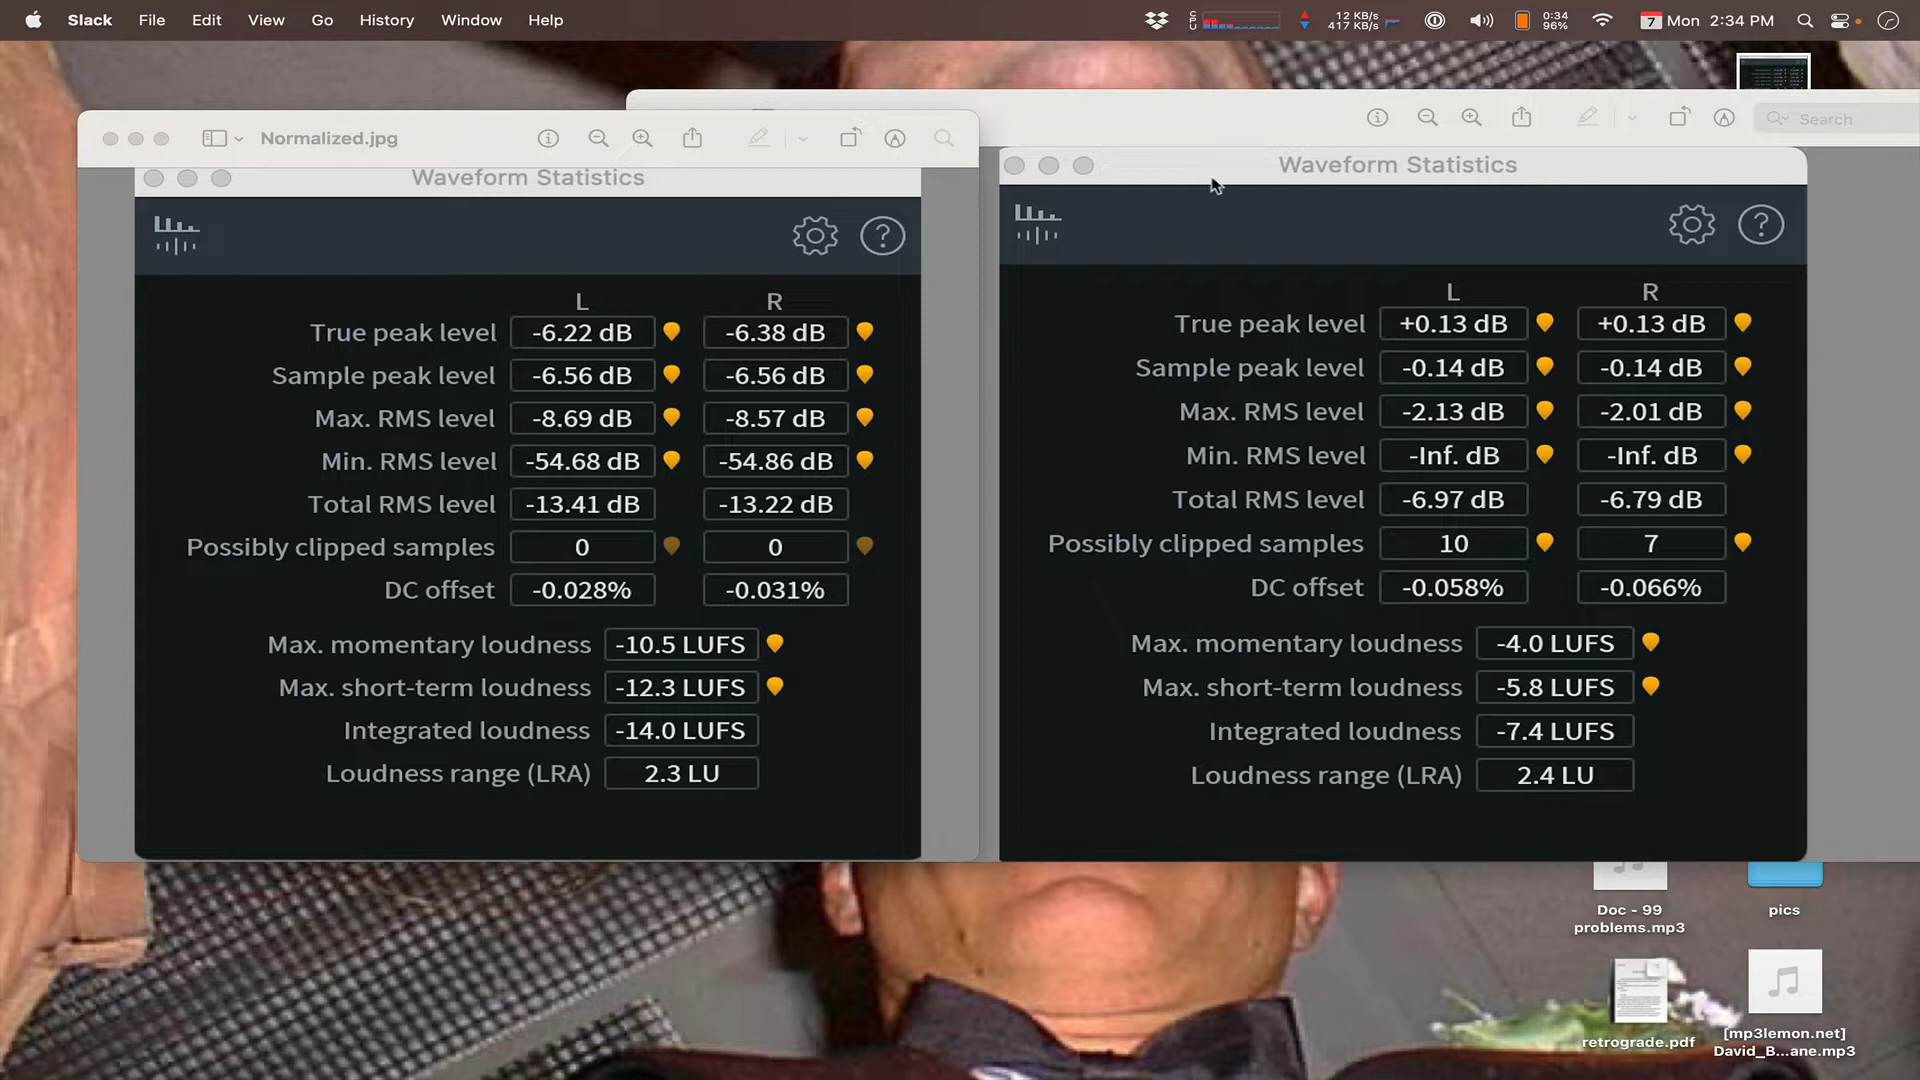 Slack File Edit View Go History Window Help
CPU 12 KB/s 417 KB/s 0:34 96% 7 Mon 2:34 PM
Normalized.jpg
Search
Waveform Statistics
L R
True peak level -6.22 dB -6.38 dB
Sample peak level -6.56 dB -6.56 dB
Max. RMS level -8.69 dB -8.57 dB
Min. RMS level -54.68 dB -54.86 dB
Total RMS level -13.41 dB -13.22 dB
Possibly clipped samples 0 0
DC offset -0.028% -0.031%
Max. momentary loudness -10.5 LUFS
Max. short-term loudness -12.3 LUFS
Integrated loudness -14.0 LUFS
Loudness range (LRA) 2.3 LU
Waveform Statistics
L R
True peak level +0.13 dB +0.13 dB
Sample peak level -0.14 dB -0.14 dB
Max. RMS level -2.13 dB -2.01 dB
Min. RMS level -Inf. dB -Inf. dB
Total RMS level -6.97 dB -6.79 dB
Possibly clipped samples 10 7
DC offset -0.058% -0.066%
Max. momentary loudness -4.0 LUFS
Max. short-term loudness -5.8 LUFS
Integrated loudness -7.4 LUFS
Loudness range (LRA) 2.4 LU
Doc - 99
problems.mp3
pics
retrograde.pdf
[mp3lemon.net]
David_B...ane.mp3